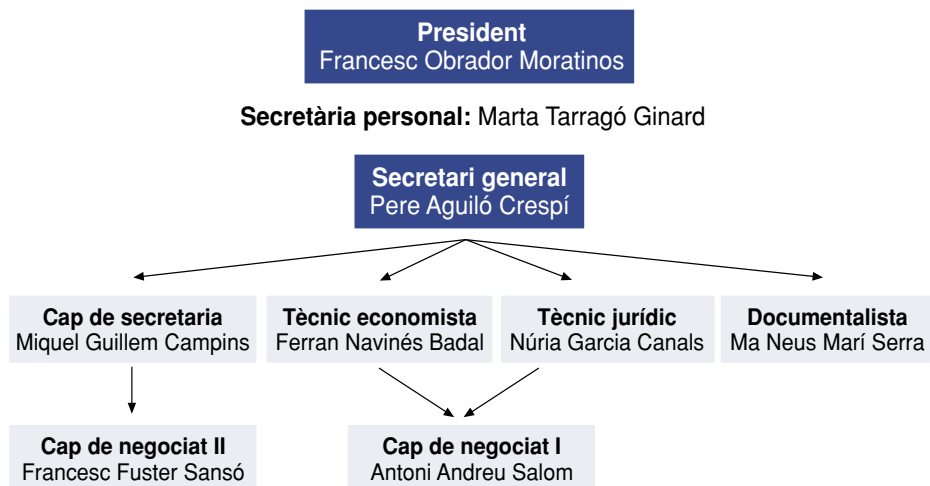 President
Francesc Obrador Moratinos
Secretària personal: Marta Tarragó Ginard
Secretari general
Pere Aguiló Crespí
Cap de secretaria
Miquel Guillem Campins
Tècnic economista
Ferran Navinés Badal
Tècnic jurídic
Núria Garcia Canals
Documentalista
Ma Neus Marí Serra
Cap de negociat II
Francesc Fuster Sansó
Cap de negociat I
Antoni Andreu Salom